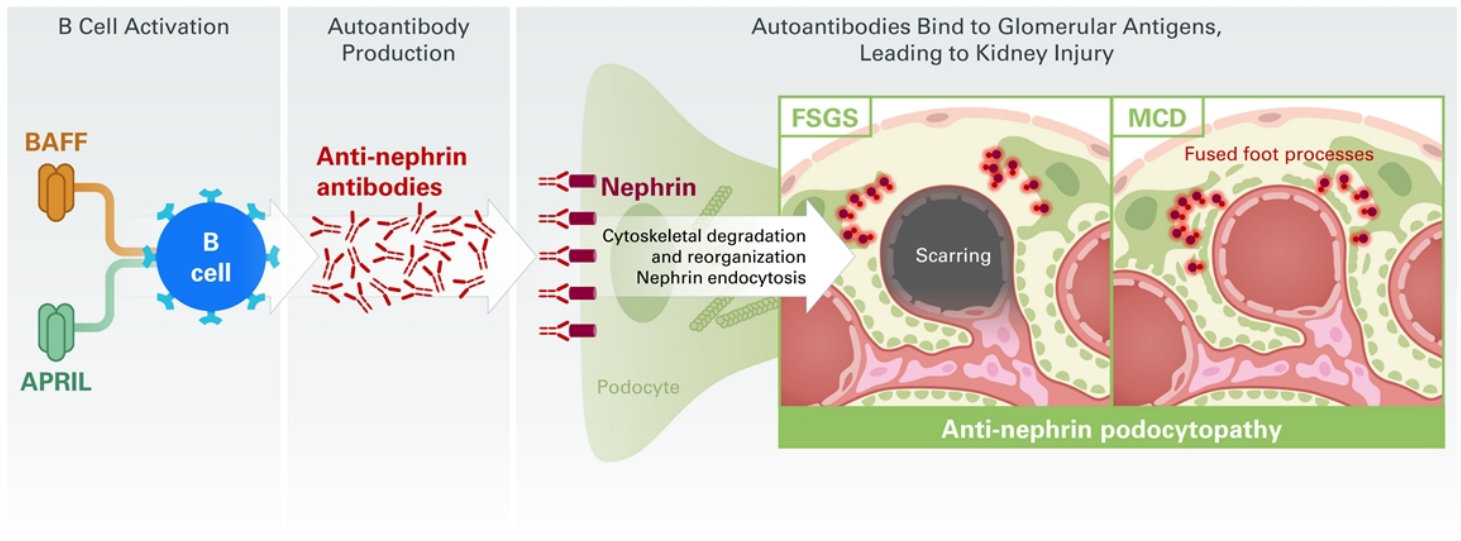 B Cell Activation
BAFF
B
cell
APRIL
Autoantibody
Production
Anti-nephrin
antibodies
Autoantibodies Bind to Glomerular Antigens,
Leading to Kidney Injury
Nephrin
Cytoskeletal degradation
and reorganization
Nephrin endocytosis
Podocyte
FSGS
Scarring
MCD
Fused foot processes
Anti-nephrin podocytopathy